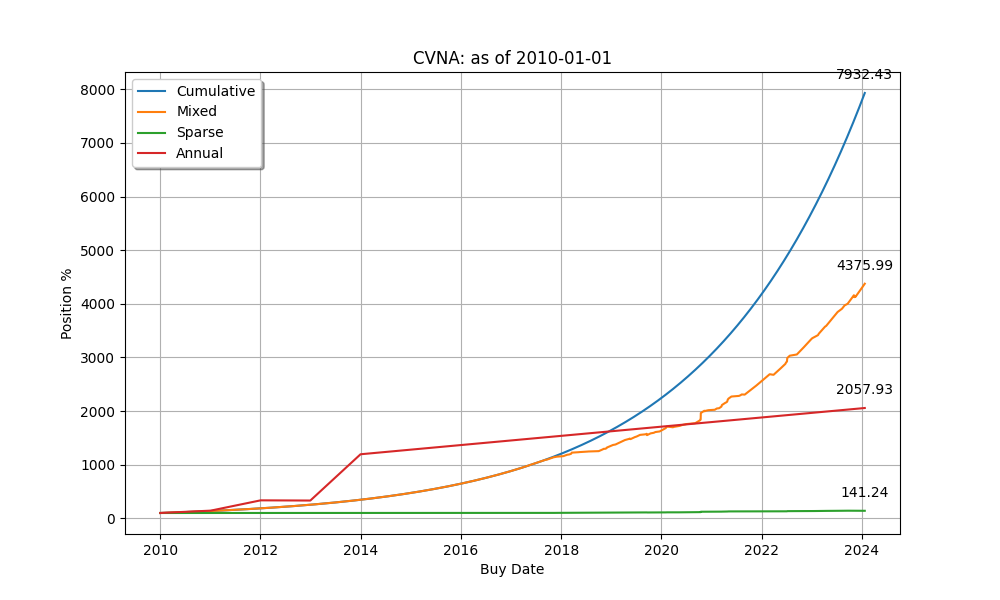 CVNA: as of 2010-01-01
7932.43
8000
Cumulative
Mixed
Sparse
Annual
7000
6000
5000
4375.99
4000
Position %
3000
2057.93
2000
1000
141.24
0
2010 2012 2014 2016 2018 2020 2022 2024
Buy Date